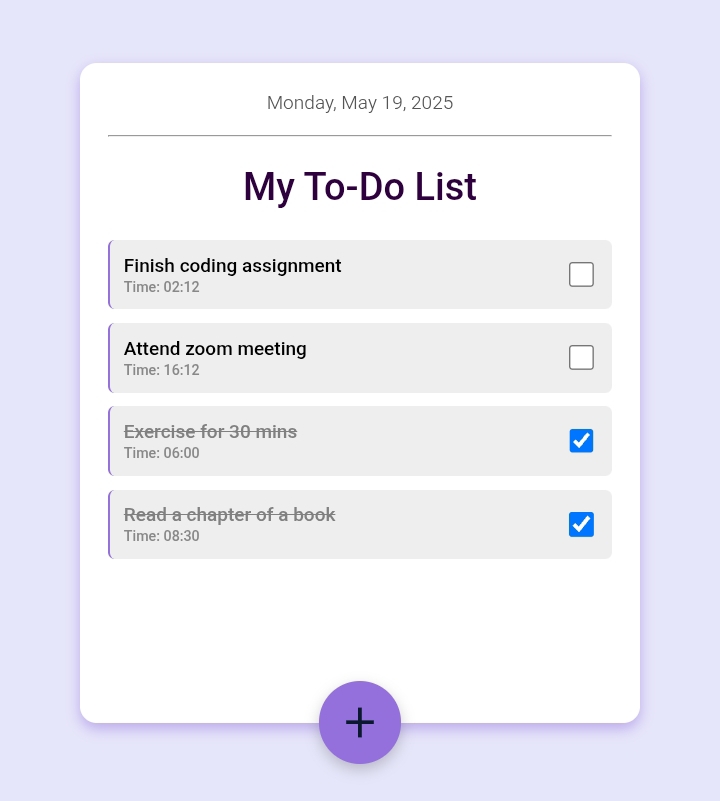 Monday, May 19, 2025
My To-Do List
Finish coding assignment
Time: 02:12
Attend zoom meeting
Time: 16:12
Exercise for 30 mins
Time: 06:00
Read a chapter of a book
Time: 08:30
+